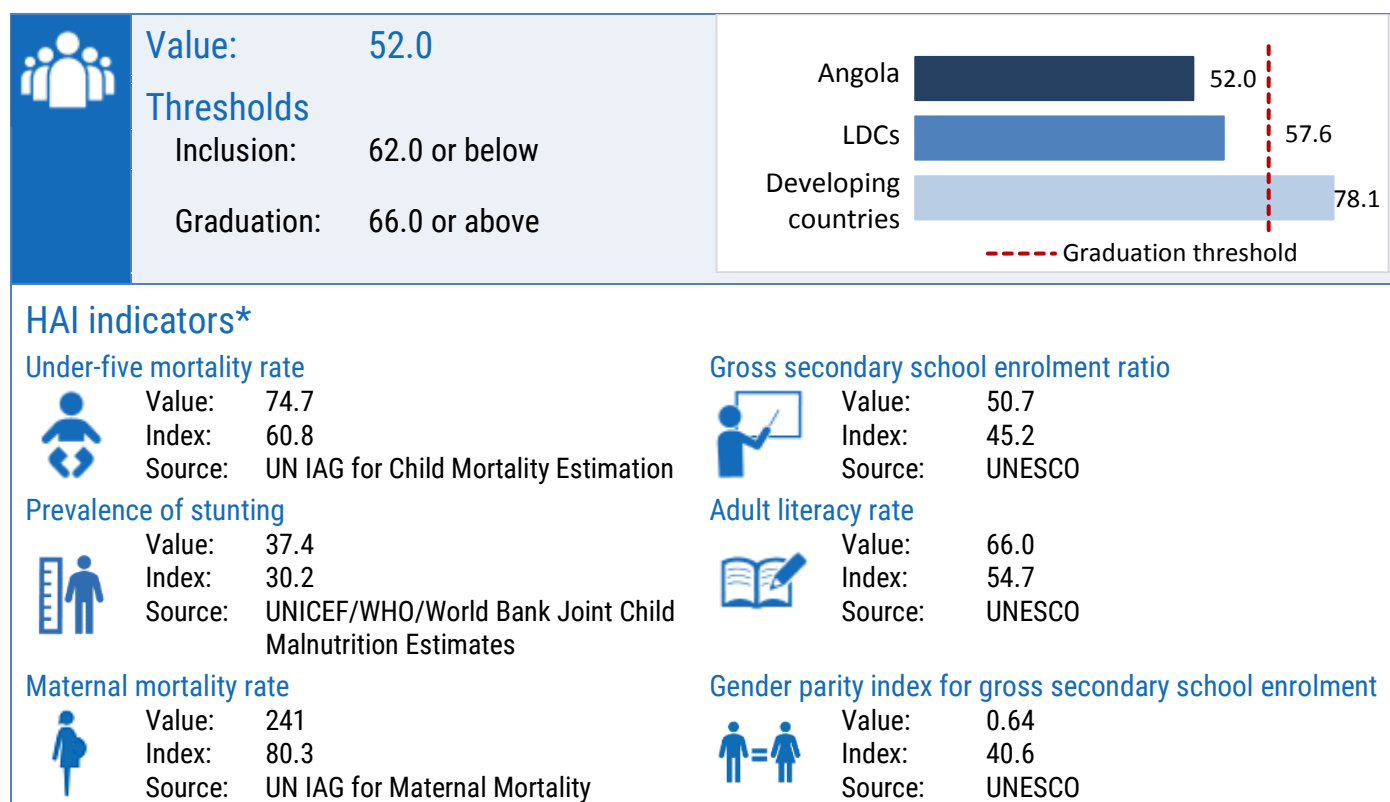 Value: 52.0
Thresholds
Inclusion: 62.0 or below
Graduation: 66.0 or above
Angola 52.0
LDCs 57.6
Developing
countries
78.1
Graduation threshold
HAI indicators*
Under-five mortality rate
Value: 74.7
Index: 60.8
Source: UN IAG for Child Mortality Estimation
Prevalence of stunting
Value: 37.4
Index: 30.2
Source: UNICEF/WHO/World Bank Joint Child
Malnutrition Estimates
Maternal mortality rate
Value: 241
Index: 80.3
Source: UN IAG for Maternal Mortality
Gross secondary school enrolment ratio
Value: 50.7
Index: 45.2
Source: UNESCO
Adult literacy rate
Value: 66.0
Index: 54.7
Source: UNESCO
Gender parity index for gross secondary school enrolment
Value: 0.64
Index: 40.6
Source: UNESCO